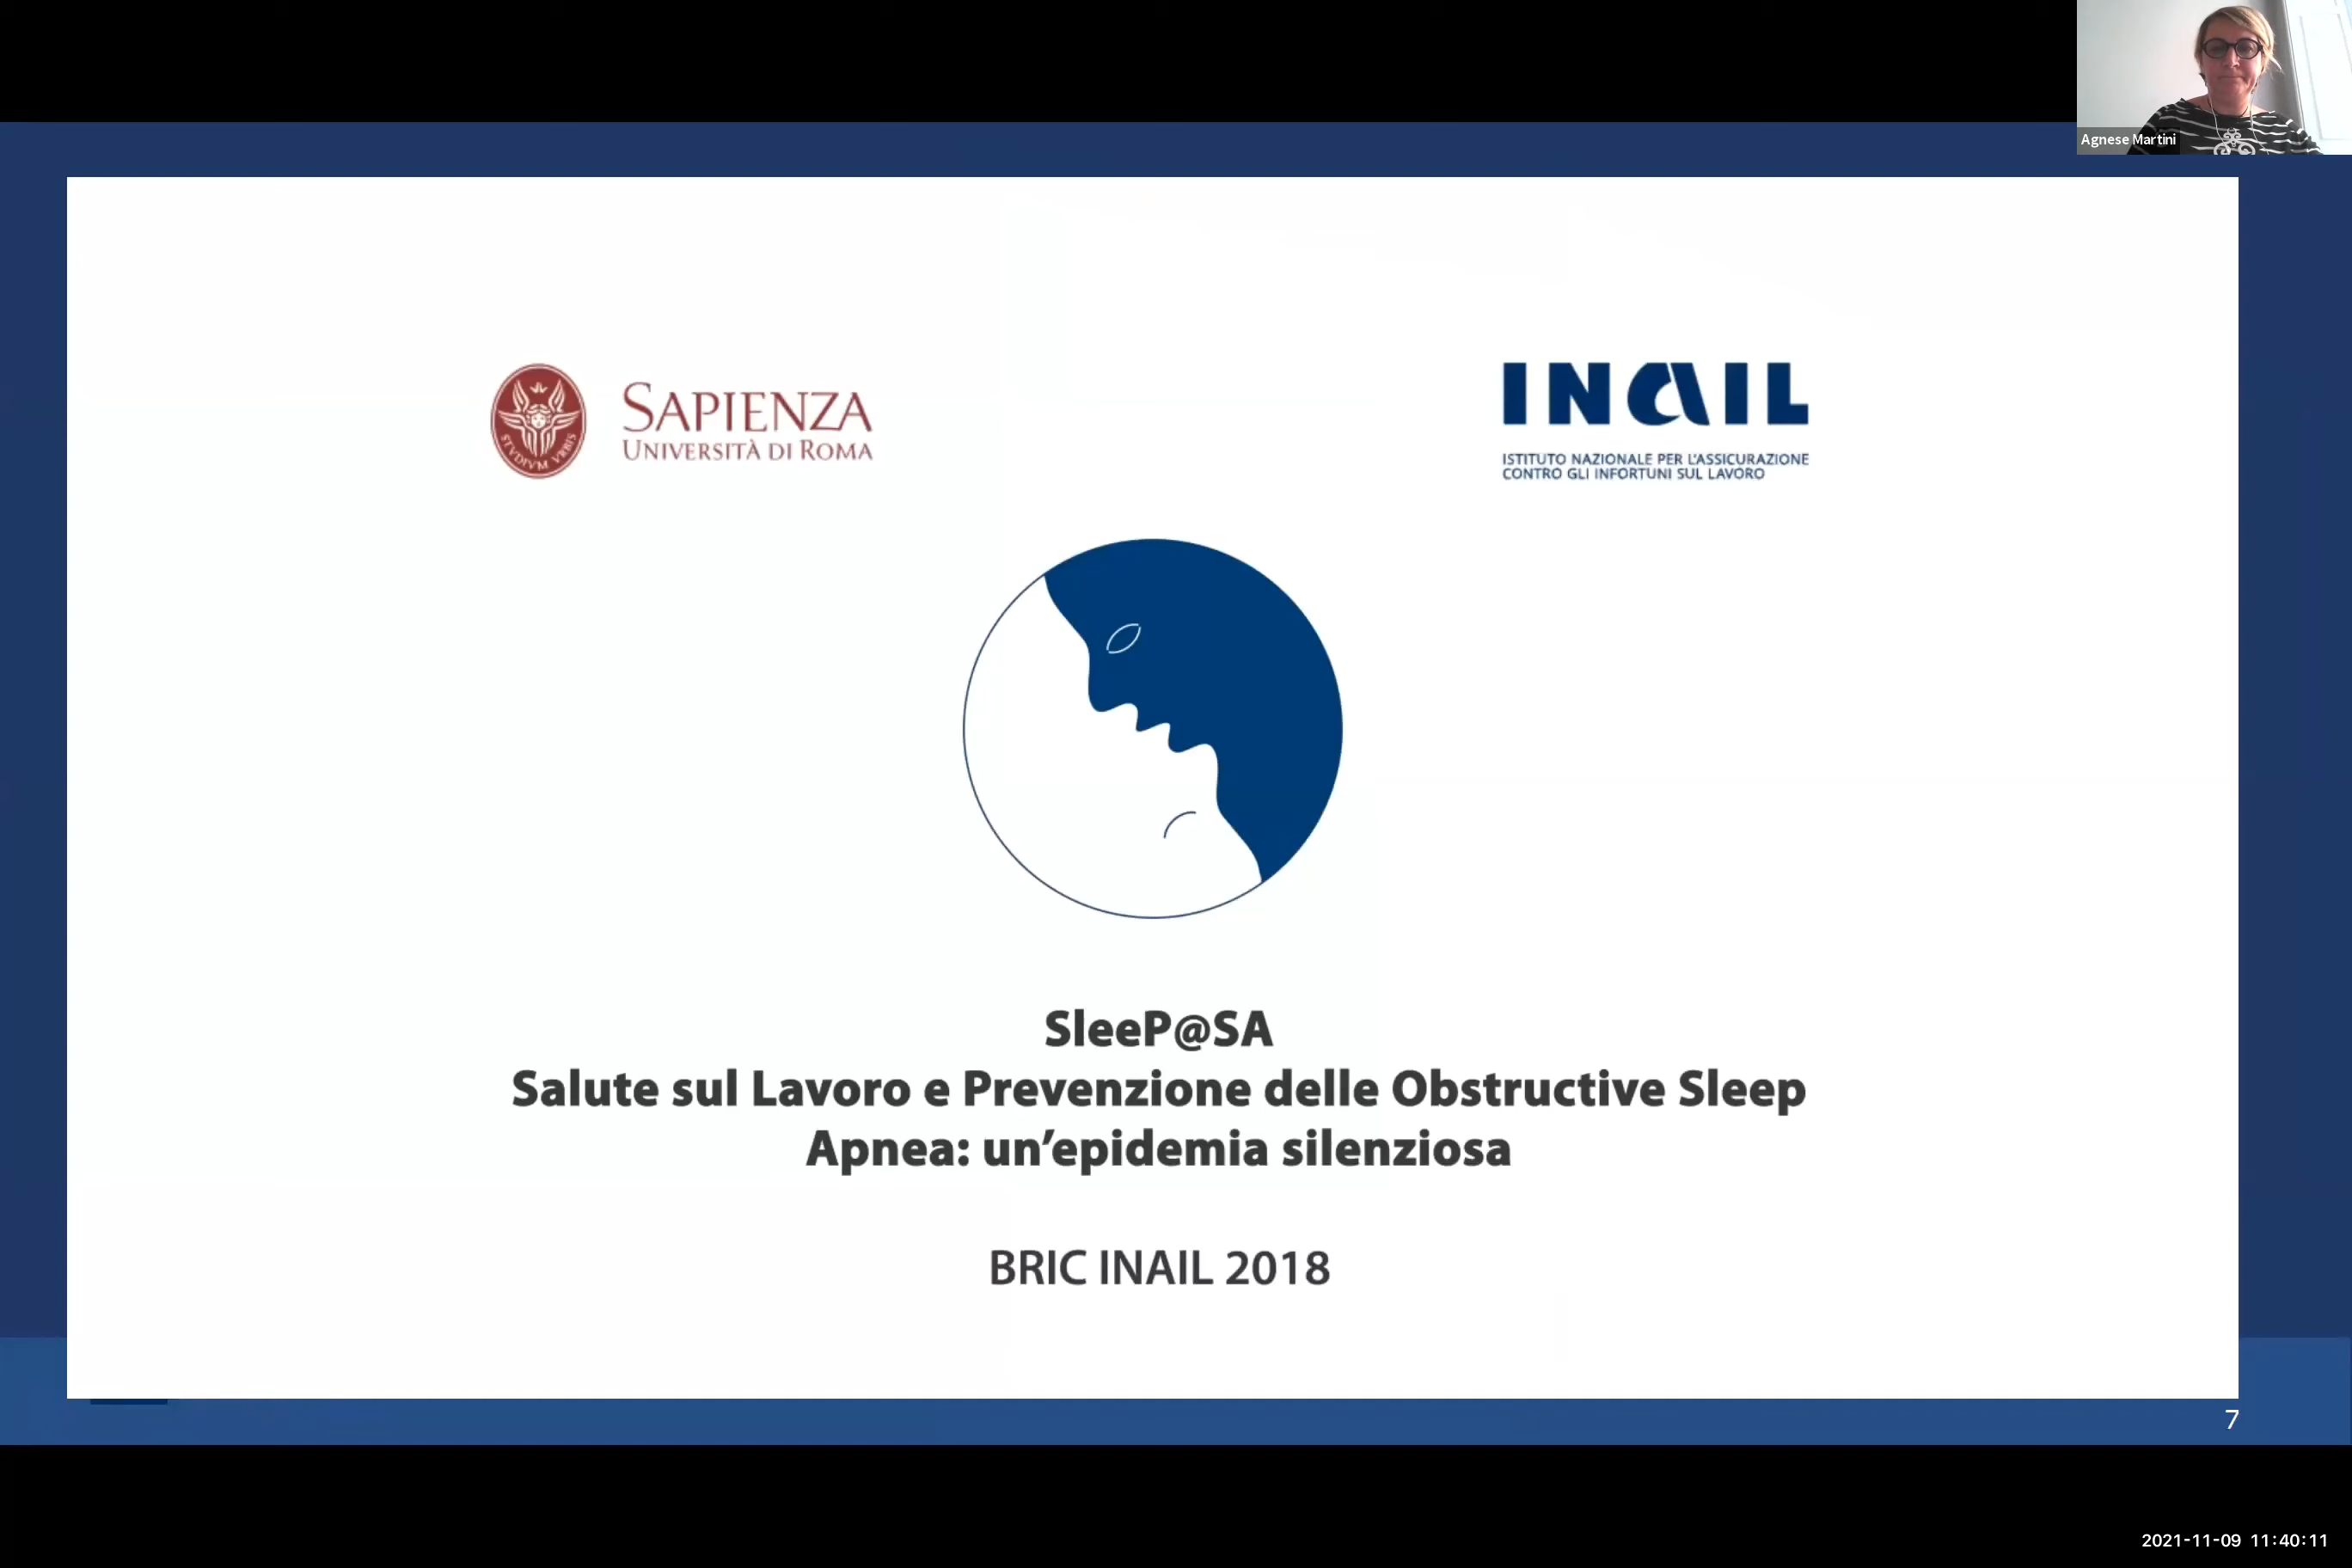 Agnese Martini
STVDIVM VRBIS
SAPIENZA
UNIVERSITÀ DI ROMA
INAIL
ISTITUTO NAZIONALE PER L'ASSICURAZIONE
CONTRO GLI INFORTUNI SUL LAVORO
SleeP@SA
Salute sul Lavoro e Prevenzione delle Obstructive Sleep
Apnea: un'epidemia silenziosa
BRIC INAIL 2018
7
2021-11-09 11:40:11